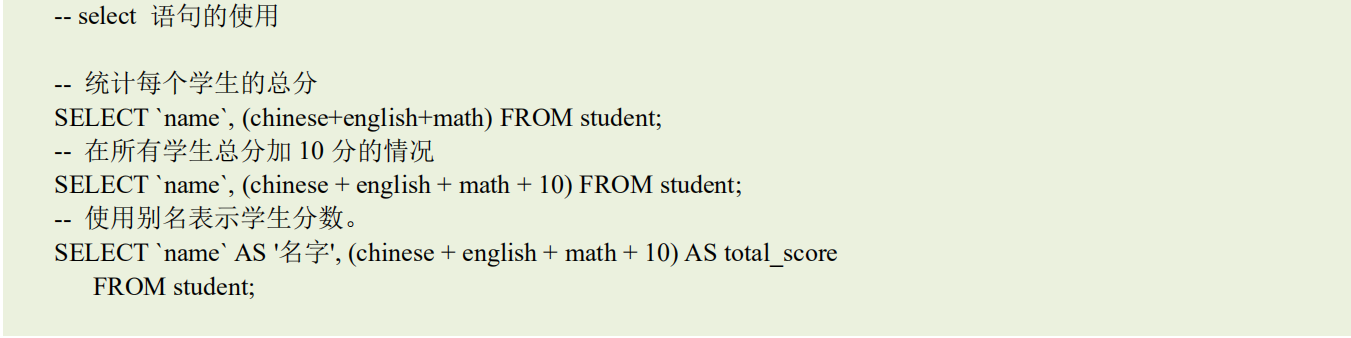 -- select 语句的使用
-- 统计每个学生的总分
SELECT `name`, (chinese+english+math) FROM student;
-- 在所有学生总分加 10 分的情况
SELECT `name`, (chinese + english + math + 10) FROM student;
-- 使用别名表示学生分数。
SELECT `name` AS '名字', (chinese + english + math + 10) AS total_score
FROM student;